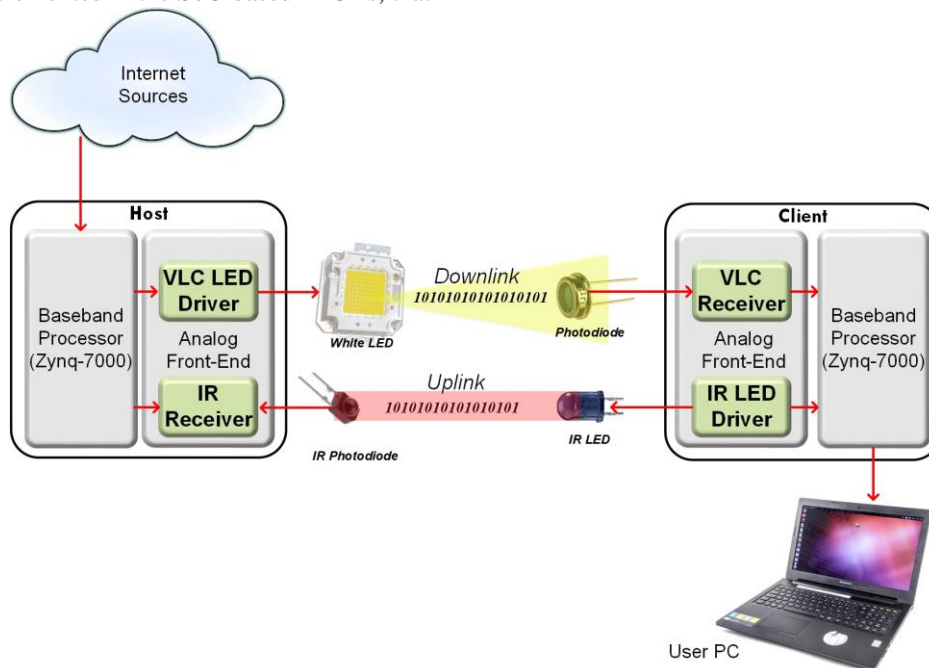 Internet
Sources
Host
Client
VLC LED
Driver
Baseband
Processor
(Zynq-7000)
Analog
Front-End
IR
Receiver
White LED
Downlink
10101010101010101
Photodiode
Uplink
10101010101010101
IR Photodiode
IR LED
VLC
Receiver
Analog
Front-End
IR LED
Driver
Baseband
Processor
(Zynq-7000)
User PC